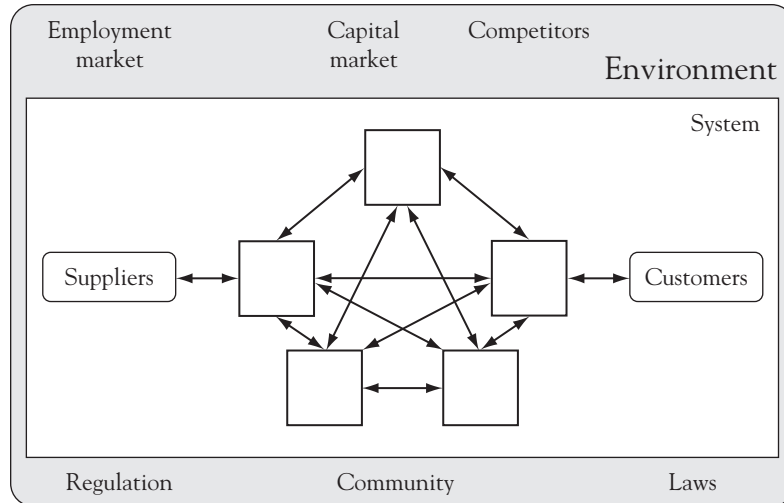 Employment
market
Capital
market
Competitors
Environment
System
Suppliers
Customers
Regulation
Community
Laws